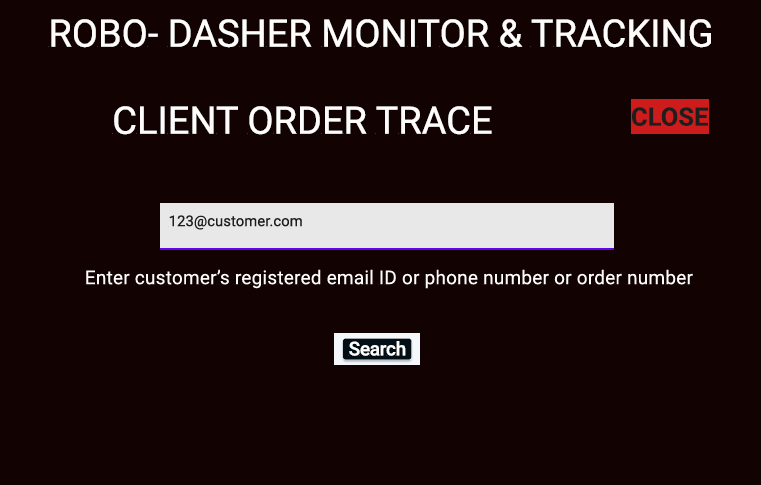 ROBO- DASHER MONITOR & TRACKING
CLIENT ORDER TRACE
CLOSE
123@customer.com
Enter customer’s registered email ID or phone number or order number
Search